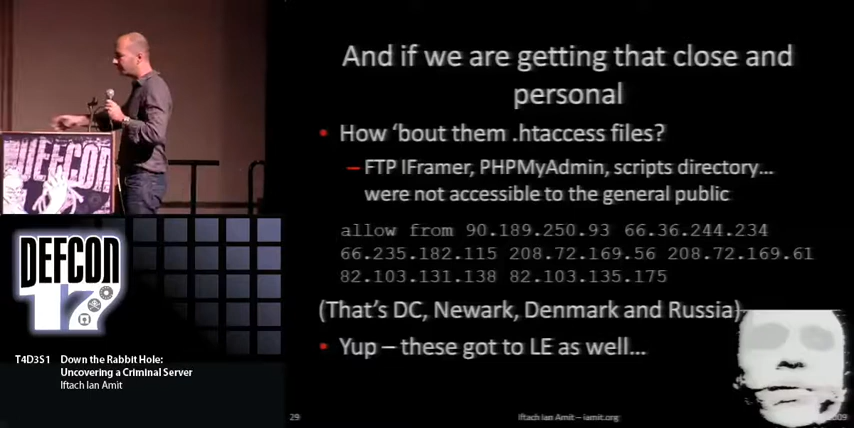 And if we are getting that close and
personal
• How ‘bout them .htaccess files?
– FTP IFramer, PHPMyAdmin, scripts directory…
were not accessible to the general public
allow from 90.189.250.93 66.36.244.234
66.235.182.115 208.72.169.56 208.72.169.61
82.103.131.138 82.103.135.175
(That’s DC, Newark, Denmark and Russia)
• Yup – these got to LE as well…
29
Iftach Ian Amit – iamit.org
DEFCON
DEFCON
17
T4D3S1 Down the Rabbit Hole:
Uncovering a Criminal Server
Iftach Ian Amit